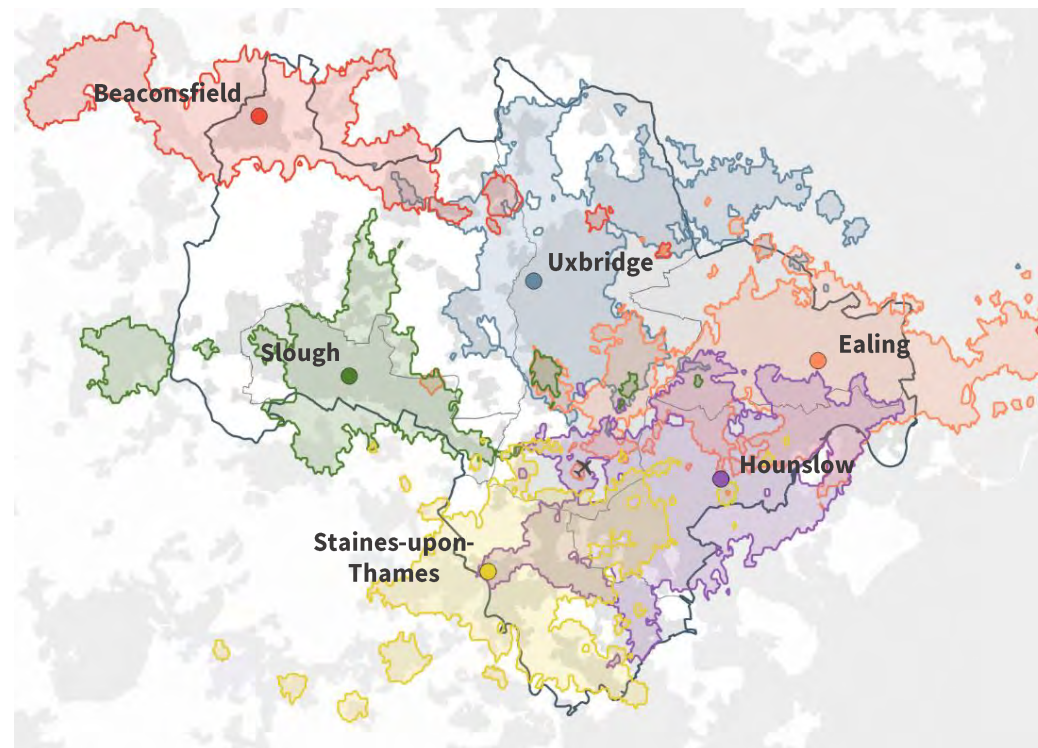 Beaconsfield
Uxbridge
Ealing
Slough
Hounslow
Staines-upon-
Thames